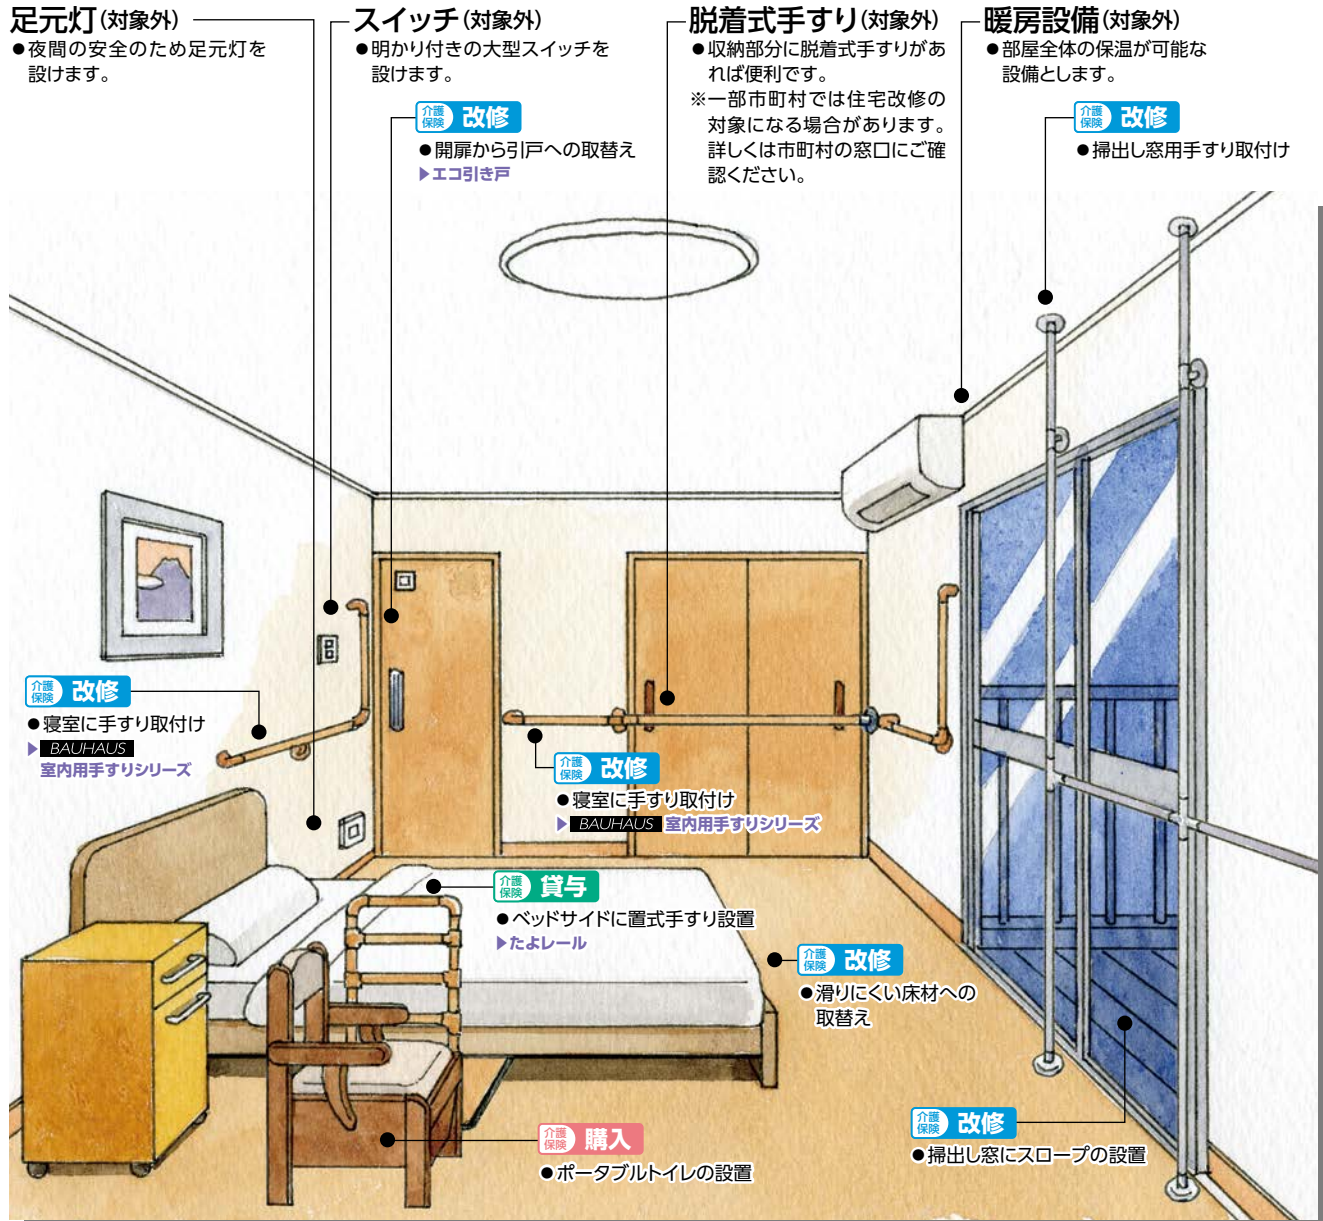 足元灯(対象外)
●夜間の安全のため足元灯を
設けます。
スイッチ(対象外)
●明かり付きの大型スイッチを
設けます。
介護保険 改修
●開扉から引戸への取替え
▶エコ引き戸
脱着式手すり(対象外)
●収納部分に脱着式手すりがあ
れば便利です。
※一部市町村では住宅改修の
対象になる場合があります。
詳しくは市町村の窓口にご確
認ください。
暖房設備(対象外)
●部屋全体の保温が可能な
設備とします。
介護保険 改修
●掃出し窓用手すり取付け
介護保険 改修
●寝室に手すり取付け
▶BAUHAUS
室内用手すりシリーズ
介護保険 改修
●寝室に手すり取付け
▶BAUHAUS 室内用手すりシリーズ
介護保険 貸与
●ベッドサイドに置式手すり設置
▶たよレール
介護保険 改修
●滑りにくい床材への
取替え
介護保険 購入
●ポータブルトイレの設置
介護保険 改修
●掃出し窓にスロープの設置